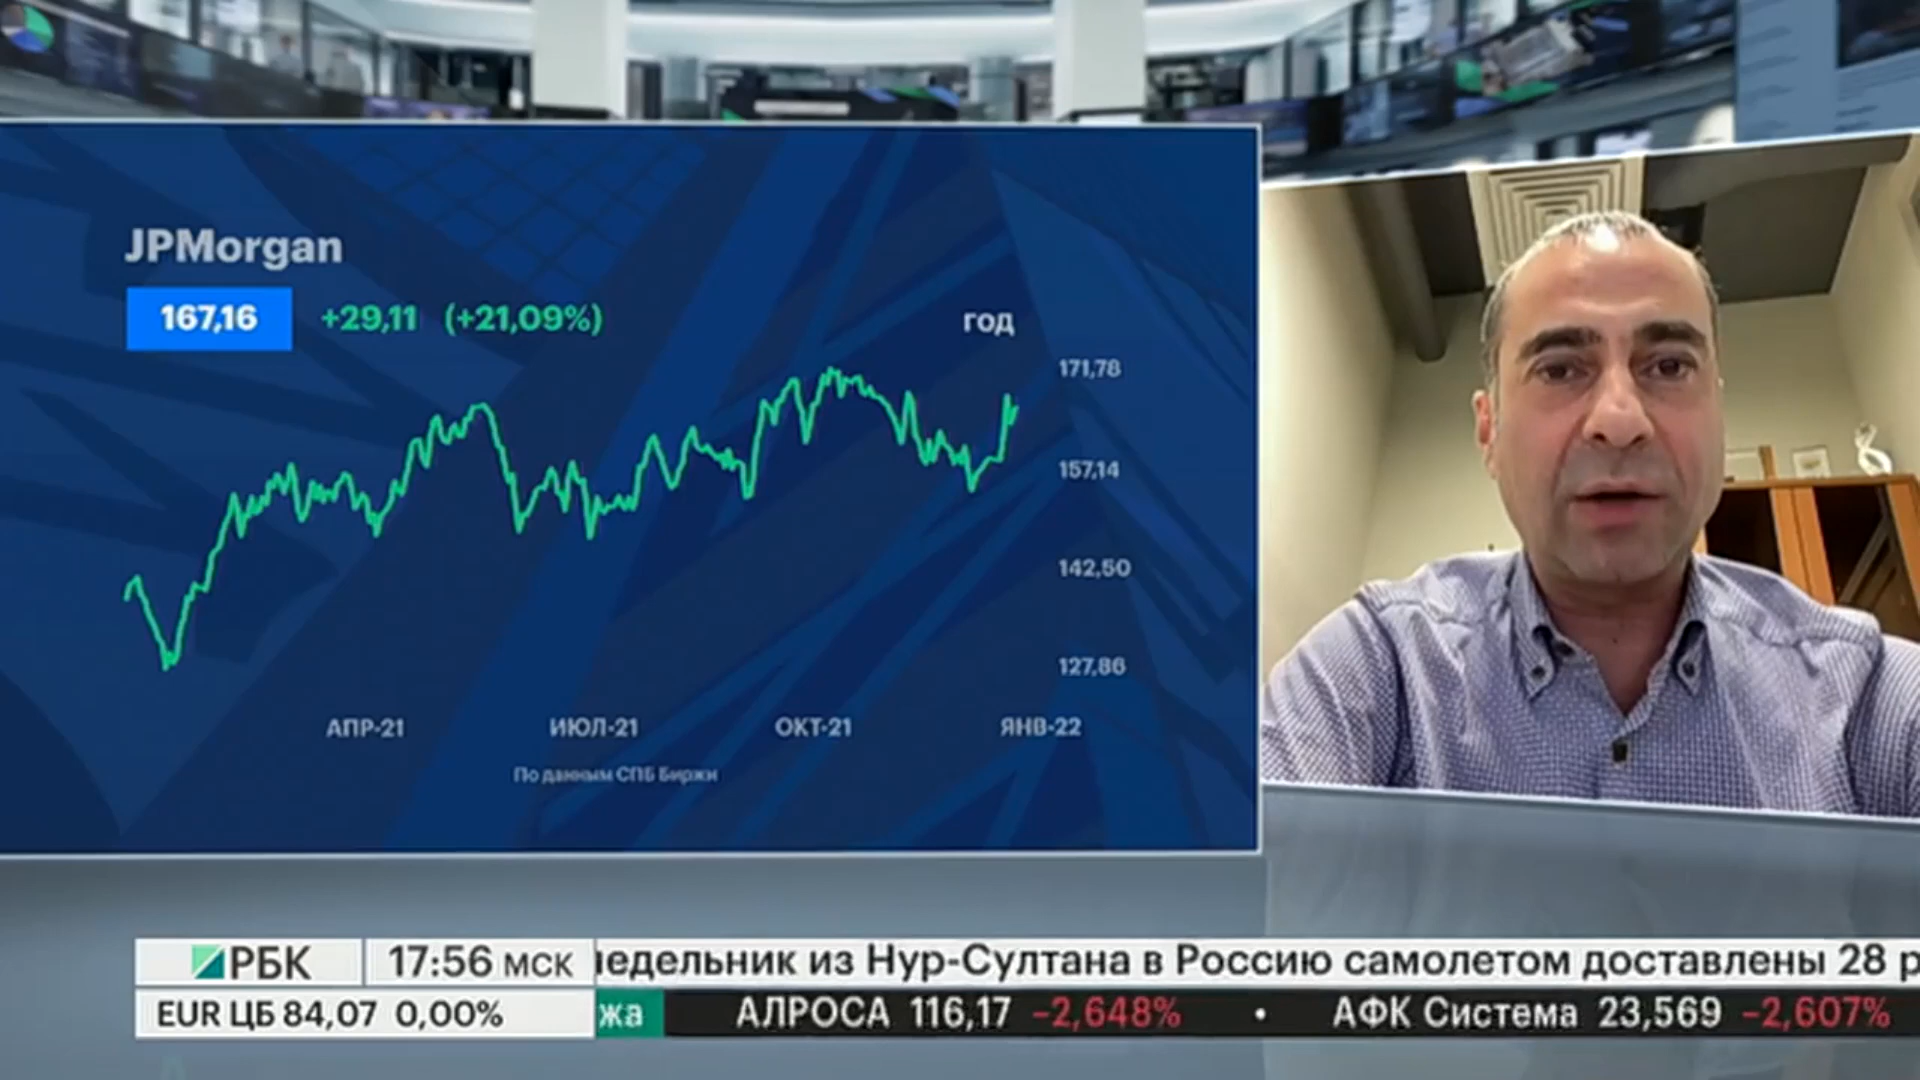 JPMorgan
167,16 +29,11 (+21,09%)
год
171,78
157,14
142,50
127,86
АПР-21 ИЮЛ-21 ОКТ-21 ЯНВ-22
По данным СПБ Биржи
РБК 17:56 МСК недельник из Нур-Султана в Россию самолетом доставлены 28 р
EUR ЦБ 84,07 0,00% жа АЛРОСА 116,17 -2,648% • АФК Система 23,569 -2,607%